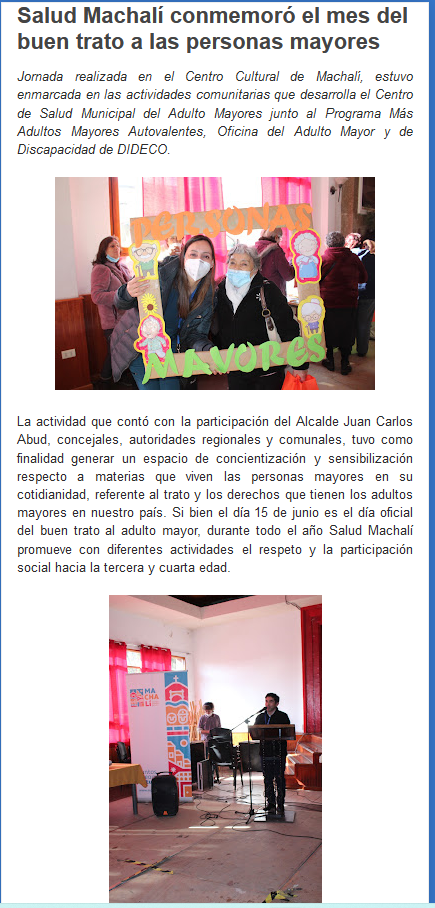 Salud Machalí conmemoró el mes del
buen trato a las personas mayores
Jornada realizada en el Centro Cultural de Machalí, estuvo
enmarcada en las actividades comunitarias que desarrolla el Centro
de Salud Municipal del Adulto Mayores junto al Programa Más
Adultos Mayores Autovalentes, Oficina del Adulto Mayor y de
Discapacidad de DIDECO.
PERSONAS
MAYORES
La actividad que contó con la participación del Alcalde Juan Carlos
Abud, concejales, autoridades regionales y comunales, tuvo como
finalidad generar un espacio de concientización y sensibilización
respecto a materias que viven las personas mayores en su
cotidianidad, referente al trato y los derechos que tienen los adultos
mayores en nuestro país. Si bien el día 15 de junio es el día oficial
del buen trato al adulto mayor, durante todo el año Salud Machalí
promueve con diferentes actividades el respeto y la participación
social hacia la tercera y cuarta edad.
MA
CHA
LÍ